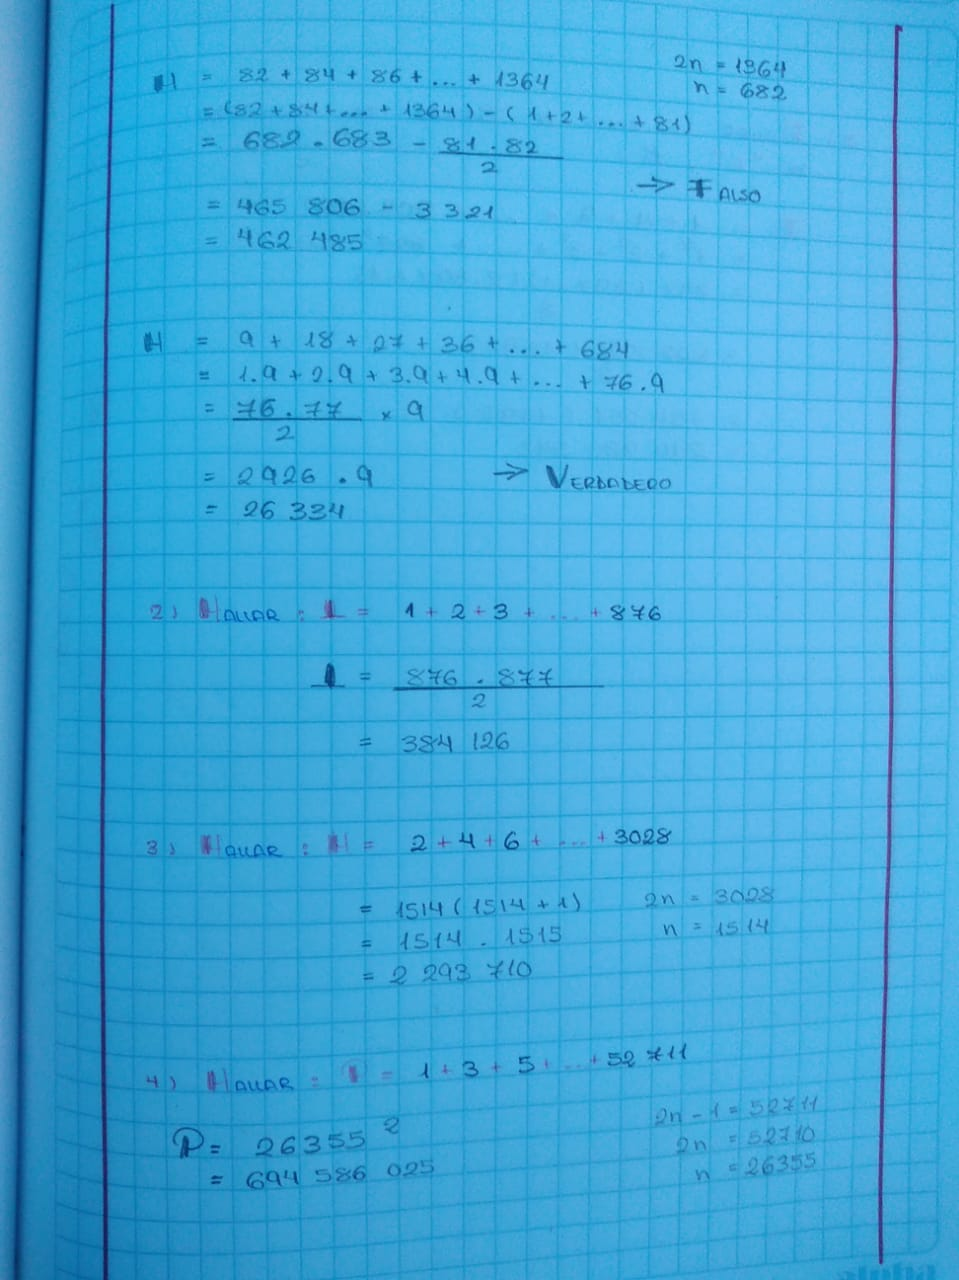 H = 82 + 84 + 86 + ... + 1364
2n = 1364
n = 682
= (82 + 84 + ... + 1364) - (1+2+ ... + 81)
= 682 . 683 - 81 . 82
2
→ FALSO
= 465 806 - 3 321
= 462 485
H = 9 + 18 + 27 + 36 + ... + 684
= 1.9 + 2.9 + 3.9 + 4.9 + ... + 76.9
= 76 . 77 x 9
2
= 2926 . 9 → VERDADERO
= 26 334
2) HALLAR : I = 1 + 2 + 3 + ... + 876
I = 876 . 877
2
= 384 126
3) HALLAR : H = 2 + 4 + 6 + ... + 3028
= 1514 (1514 + 1)
2n = 3028
= 1514 . 1515
n = 1514
= 2 293 710
4) HALLAR : = 1 + 3 + 5 + ... + 52 711
P = 26355²
= 694 586 025
2n - 1 = 52711
2n = 52710
n = 26355
alpha